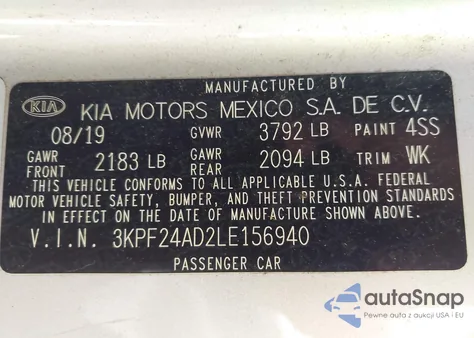 MANUFACTURED BY
KIA KIA MOTORS MEXICO S.A. DE C.V.
08/19 GVWR 3792 LB PAINT 4SS
GAWR FRONT 2183 LB GAWR REAR 2094 LB TRIM WK
THIS VEHICLE CONFORMS TO ALL APPLICABLE U.S.A. FEDERAL
MOTOR VEHICLE SAFETY, BUMPER, AND THEFT PREVENTION STANDARDS
IN EFFECT ON THE DATE OF MANUFACTURE SHOWN ABOVE.
V.I.N. 3KPF24AD2LE156940
PASSENGER CAR
autoSnap
Pewne auta z aukcji USA i EU